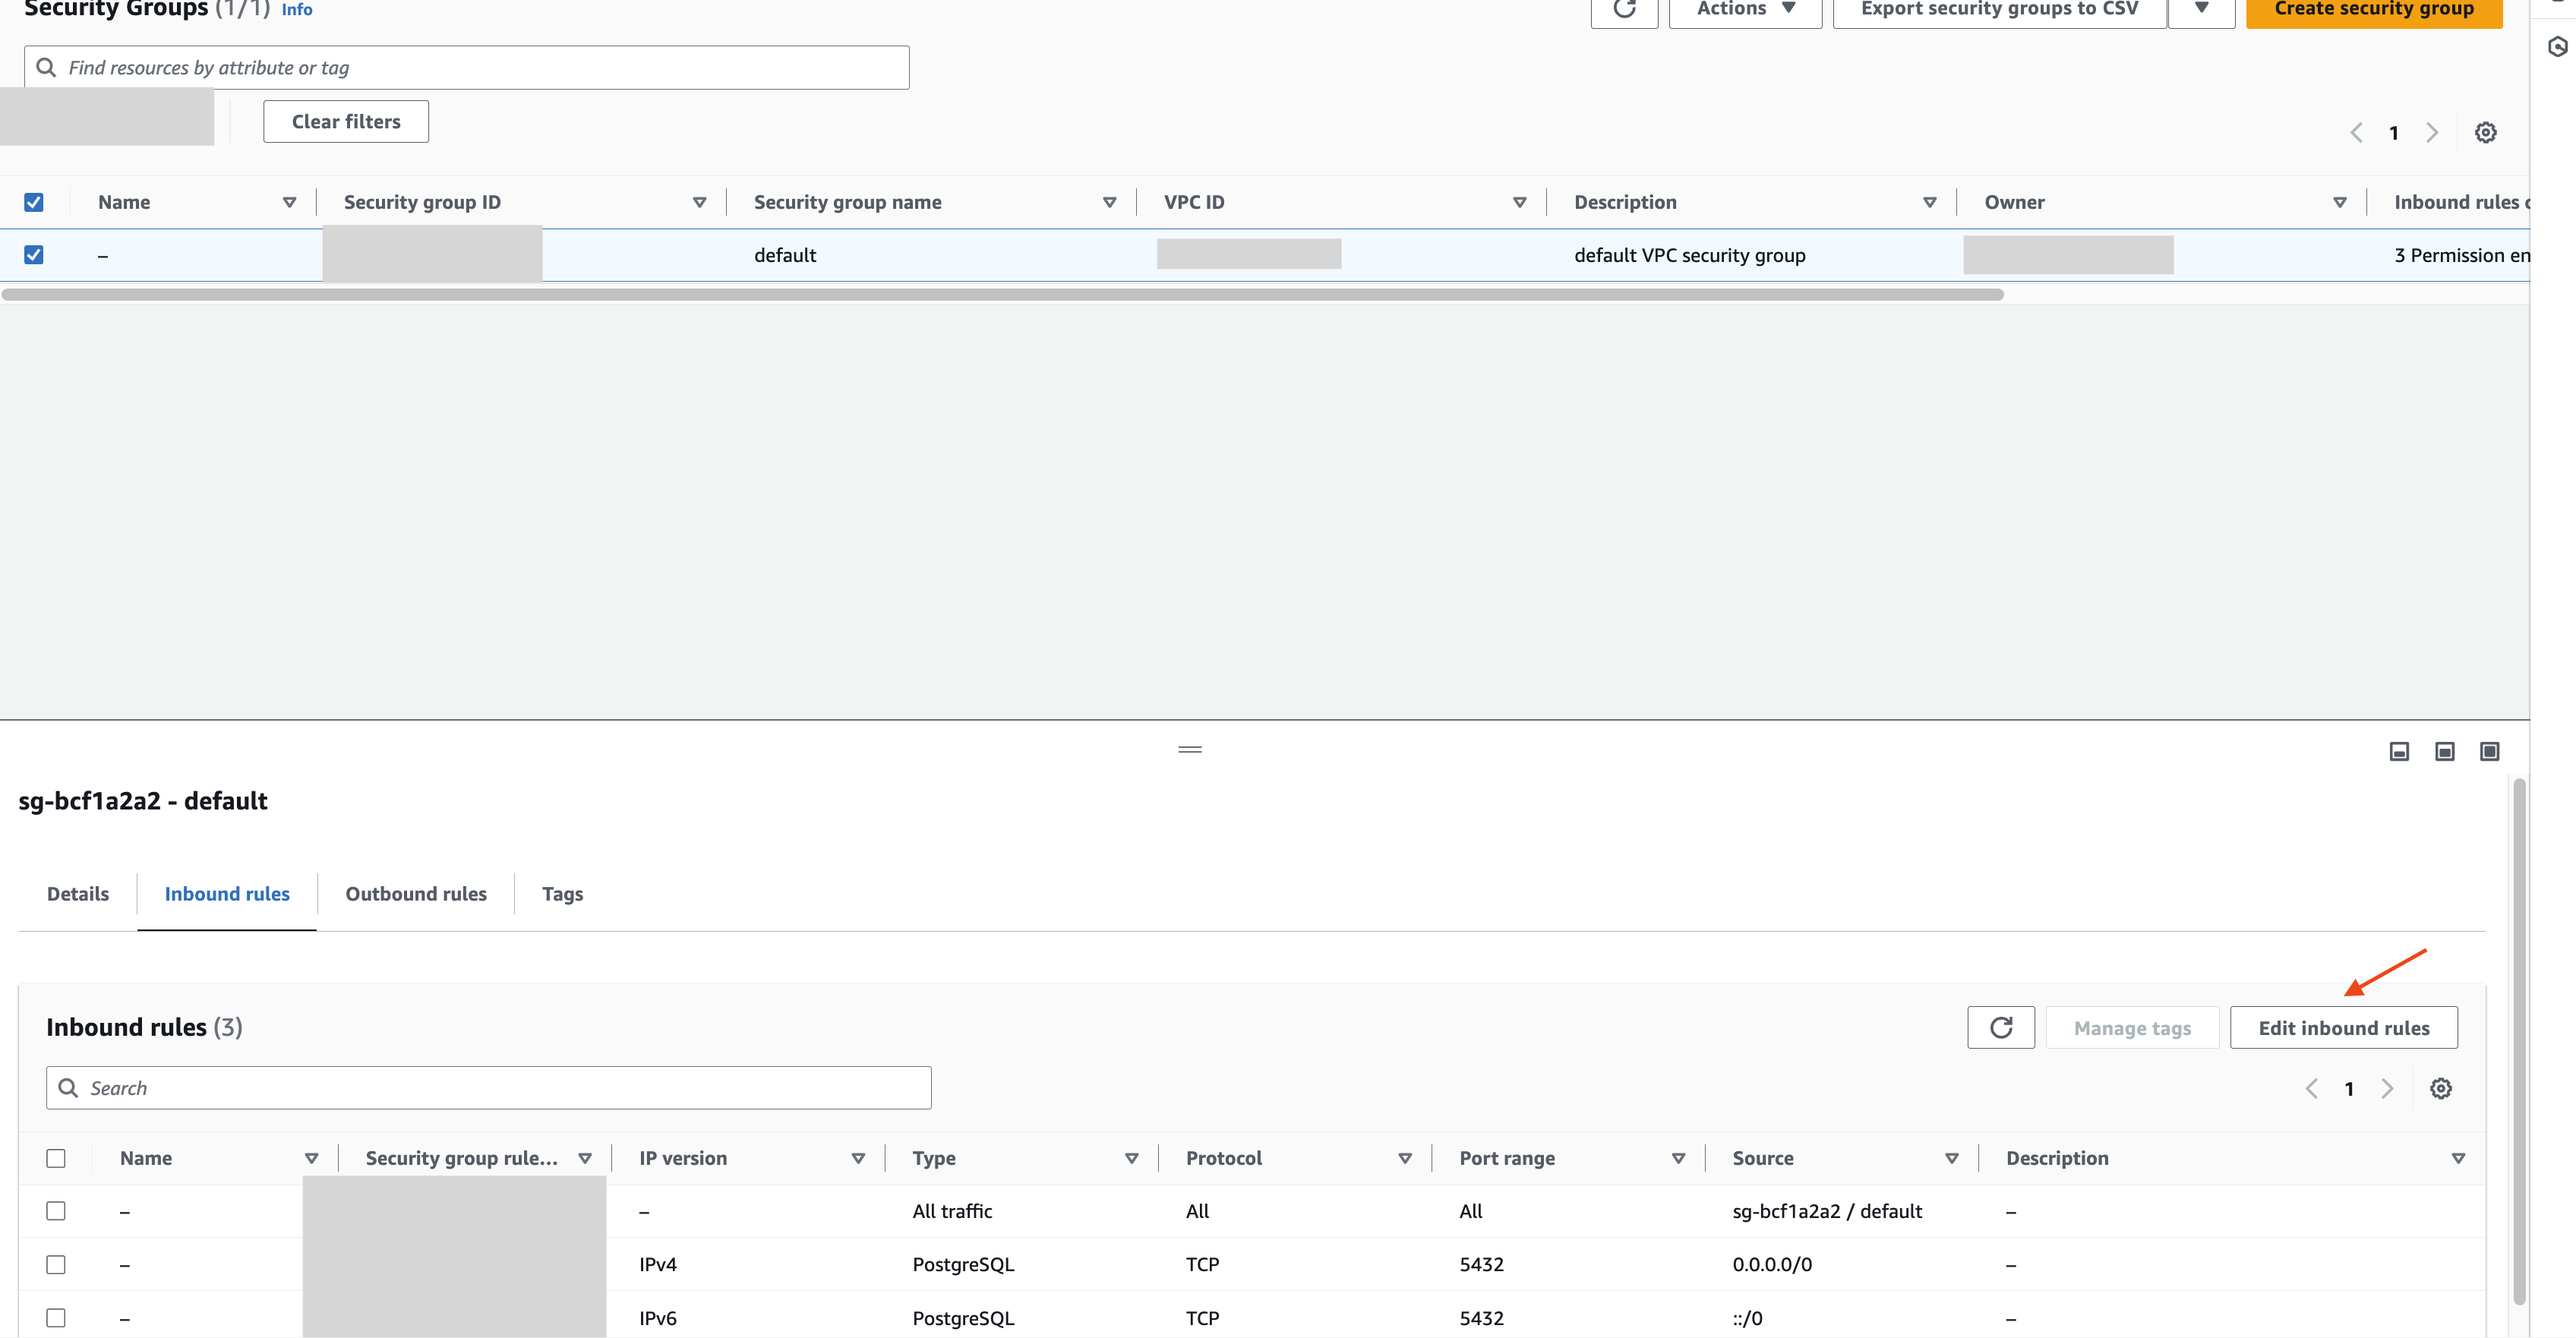 Security Groups (1/1) Info
Actions
Export security groups to CSV
Create security group
Find resources by attribute or tag
Clear filters
1
Name Security group ID Security group name VPC ID Description Owner Inbound rules
– default default VPC security group 3 Permission en
sg-bcf1a2a2 - default
Details Inbound rules Outbound rules Tags
Inbound rules (3)
Manage tags
Edit inbound rules
Search
1
Name Security group rule... IP version Type Protocol Port range Source Description
– – All traffic All All sg-bcf1a2a2 / default –
– IPv4 PostgreSQL TCP 5432 0.0.0.0/0 –
– IPv6 PostgreSQL TCP 5432 ::/0 –